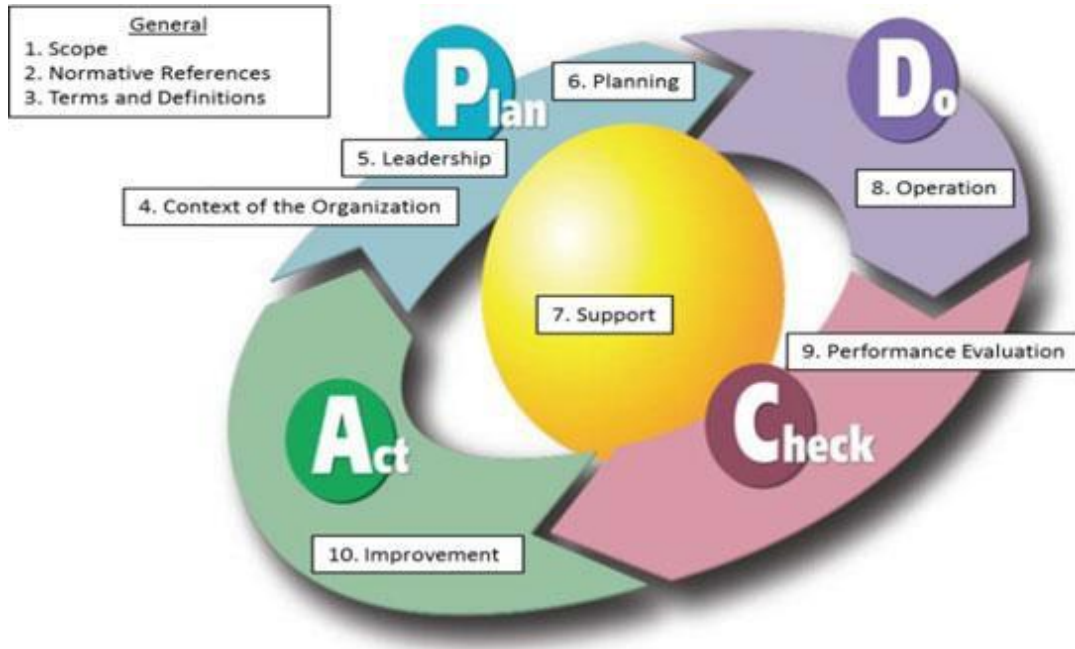 General
1. Scope
2. Normative References
3. Terms and Definitions
Plan
6. Planning
Do
5. Leadership
4. Context of the Organization
8. Operation
7. Support
9. Performance Evaluation
Check
Act
10. Improvement